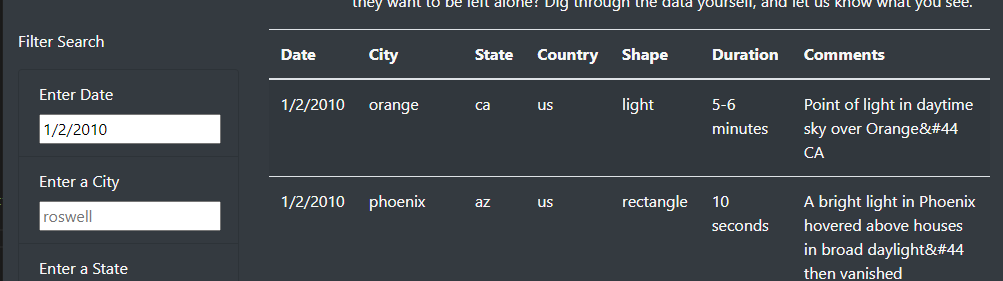 they want to be left alone? Dig through the data yourself, and let us know what you see.
Filter Search
Enter Date
1/2/2010
Enter a City
roswell
Enter a State
Date City State Country Shape Duration Comments
1/2/2010 orange ca us light 5-6 Point of light in daytime
minutes sky over Orange&#44
CA
1/2/2010 phoenix az us rectangle 10 A bright light in Phoenix
seconds hovered above houses
in broad daylight&#44
then vanished